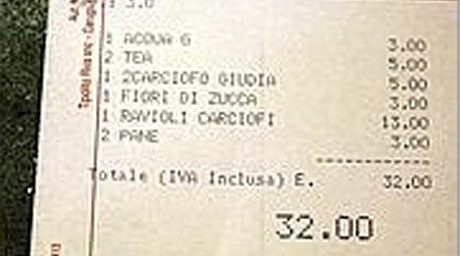 1 ACQUA G 3.00
2 TEA 5.00
1 2CARCIOFO GIUDIA 5.00
1 FIORI DI ZUCCA 3.00
1 RAVIOLI CARCIOFI 13.00
2 PANE 3.00
Totale (IVA Inclusa) E. 32.00
32.00